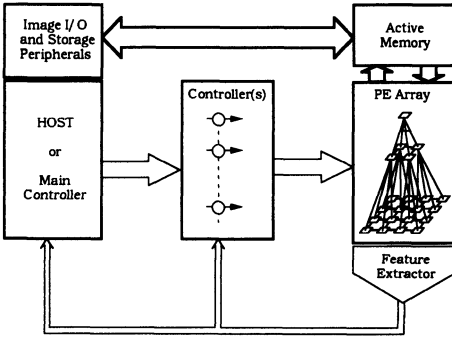 Image I/O
and Storage
Peripherals
Active
Memory
HOST
or
Main
Controller
Controller(s)
PE Array
Feature
Extractor